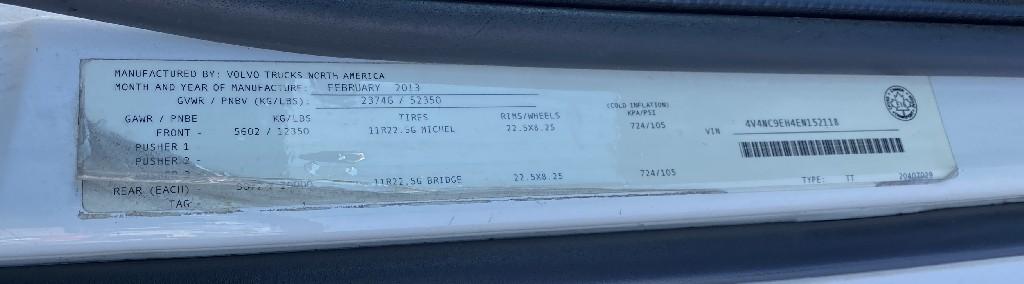 MANUFACTURED BY: VOLVO TRUCKS NORTH AMERICA
MONTH AND YEAR OF MANUFACTURE: FEBRUARY 2013
GVWR / PNBV (KG/LBS): 23746 / 52350
GAWR / PNBE KG/LBS TIRES RIMS/WHEELS (COLD INFLATION) KPA/PSI
FRONT - 5602 / 12350 11R22.5G MICHEL 22.5X8.25 724/105
VIN 4V4NC9EH4EN152118
PUSHER 1
PUSHER 2 -
REAR (EACH) 11R22.5G BRIDGE 22.5X8.25 724/105
TAG -
TYPE: TT 20407029